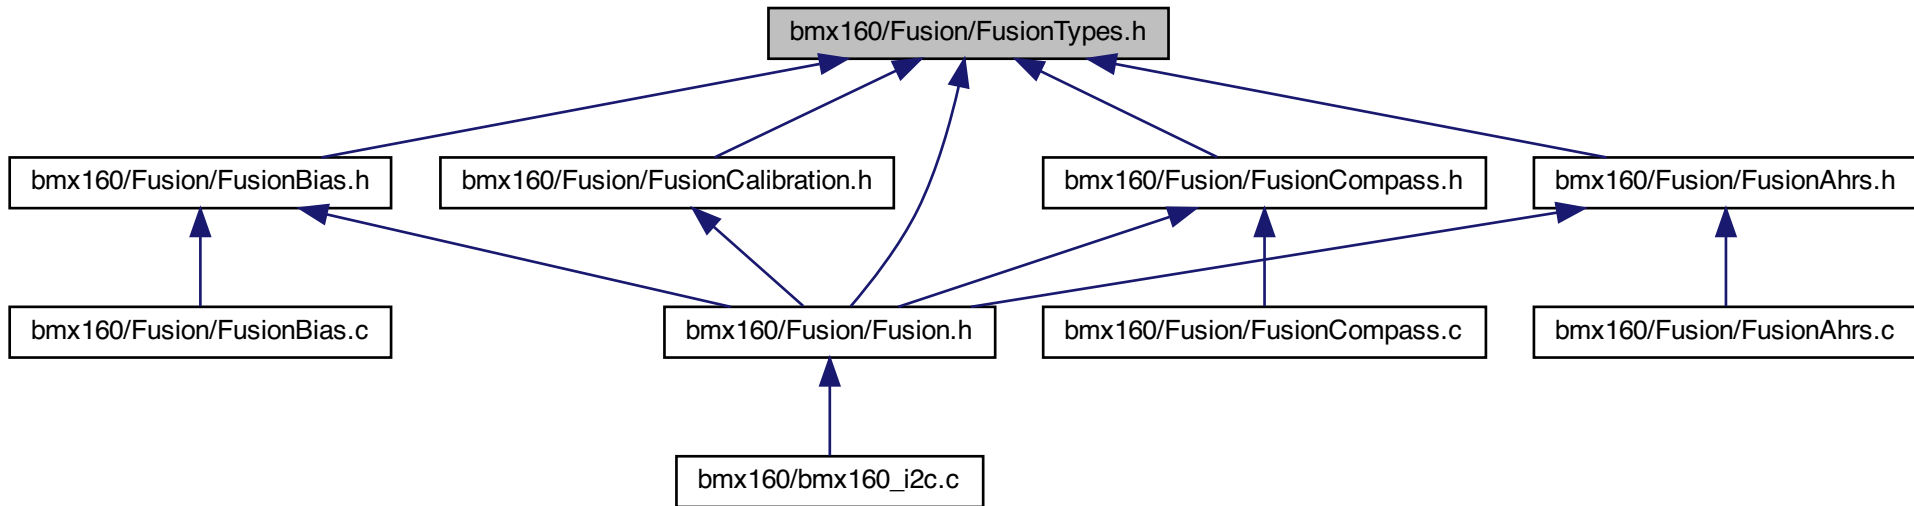 bmx160/Fusion/FusionTypes.h
bmx160/Fusion/FusionBias.h
bmx160/Fusion/FusionCalibration.h
bmx160/Fusion/FusionCompass.h
bmx160/Fusion/FusionAhrs.h
bmx160/Fusion/FusionBias.c
bmx160/Fusion/Fusion.h
bmx160/Fusion/FusionCompass.c
bmx160/Fusion/FusionAhrs.c
bmx160/bmx160_i2c.c